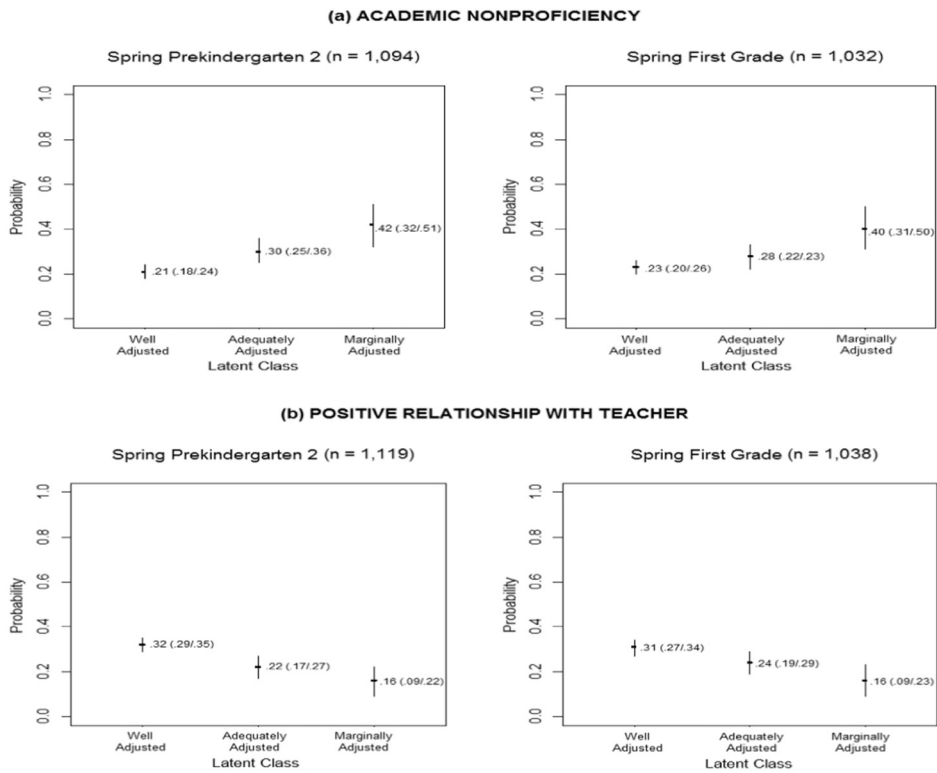 (a) ACADEMIC NONPROFICIENCY
Spring Prekindergarten 2 (n = 1,094)
Probability
1.0
0.8
0.6
0.4
0.2
0.0
.21 (.18/.24)
.30 (.25/.36)
.42 (.32/.51)
Well Adjusted
Adequately Adjusted
Marginally Adjusted
Latent Class
Spring First Grade (n = 1,032)
Probability
1.0
0.8
0.6
0.4
0.2
0.0
.23 (.20/.26)
.28 (.22/.23)
.40 (.31/.50)
Well Adjusted
Adequately Adjusted
Marginally Adjusted
Latent Class
(b) POSITIVE RELATIONSHIP WITH TEACHER
Spring Prekindergarten 2 (n = 1,119)
Probability
1.0
0.8
0.6
0.4
0.2
0.0
.32 (.29/.35)
.22 (.17/.27)
.16 (.09/.22)
Well Adjusted
Adequately Adjusted
Marginally Adjusted
Latent Class
Spring First Grade (n = 1,038)
Probability
1.0
0.8
0.6
0.4
0.2
0.0
.31 (.27/.34)
.24 (.19/.29)
.16 (.09/.23)
Well Adjusted
Adequately Adjusted
Marginally Adjusted
Latent Class